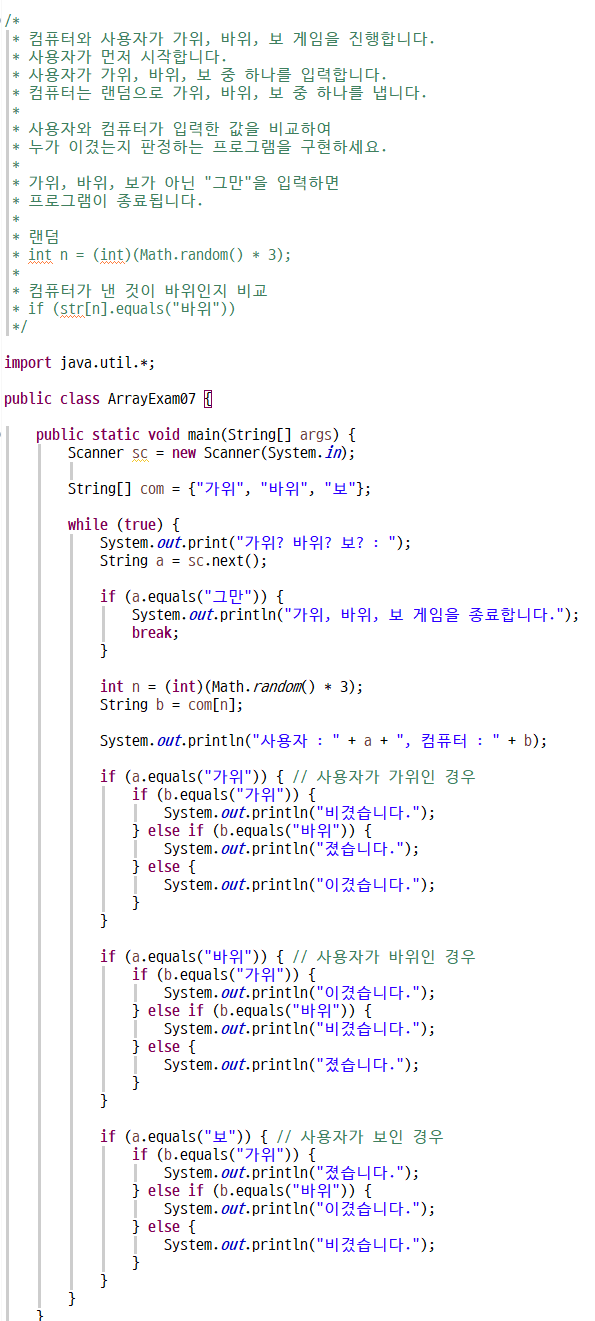 /*
* 컴퓨터와 사용자가 가위, 바위, 보 게임을 진행합니다.
* 사용자가 먼저 시작합니다.
* 사용자가 가위, 바위, 보 중 하나를 입력합니다.
* 컴퓨터는 랜덤으로 가위, 바위, 보 중 하나를 냅니다.
*
* 사용자와 컴퓨터가 입력한 값을 비교하여
* 누가 이겼는지 판정하는 프로그램을 구현하세요.
*
* 가위, 바위, 보가 아닌 "그만"을 입력하면
* 프로그램이 종료됩니다.
*
* 랜덤
* int n = (int)(Math.random() * 3);
*
* 컴퓨터가 낸 것이 바위인지 비교
* if (str[n].equals("바위"))
*/
import java.util.*;
public class ArrayExam07 {
public static void main(String[] args) {
Scanner sc = new Scanner(System.in);
String[] com = {"가위", "바위", "보"};
while (true) {
System.out.print("가위? 바위? 보? : ");
String a = sc.next();
if (a.equals("그만")) {
System.out.println("가위, 바위, 보 게임을 종료합니다.");
break;
}
int n = (int)(Math.random() * 3);
String b = com[n];
System.out.println("사용자 : " + a + ", 컴퓨터 : " + b);
if (a.equals("가위")) { // 사용자가 가위인 경우
if (b.equals("가위")) {
System.out.println("비겼습니다.");
} else if (b.equals("바위")) {
System.out.println("졌습니다.");
} else {
System.out.println("이겼습니다.");
}
}
if (a.equals("바위")) { // 사용자가 바위인 경우
if (b.equals("가위")) {
System.out.println("이겼습니다.");
} else if (b.equals("바위")) {
System.out.println("비겼습니다.");
} else {
System.out.println("졌습니다.");
}
}
if (a.equals("보")) { // 사용자가 보인 경우
if (b.equals("가위")) {
System.out.println("졌습니다.");
} else if (b.equals("바위")) {
System.out.println("이겼습니다.");
} else {
System.out.println("비겼습니다.");
}
}
}
}